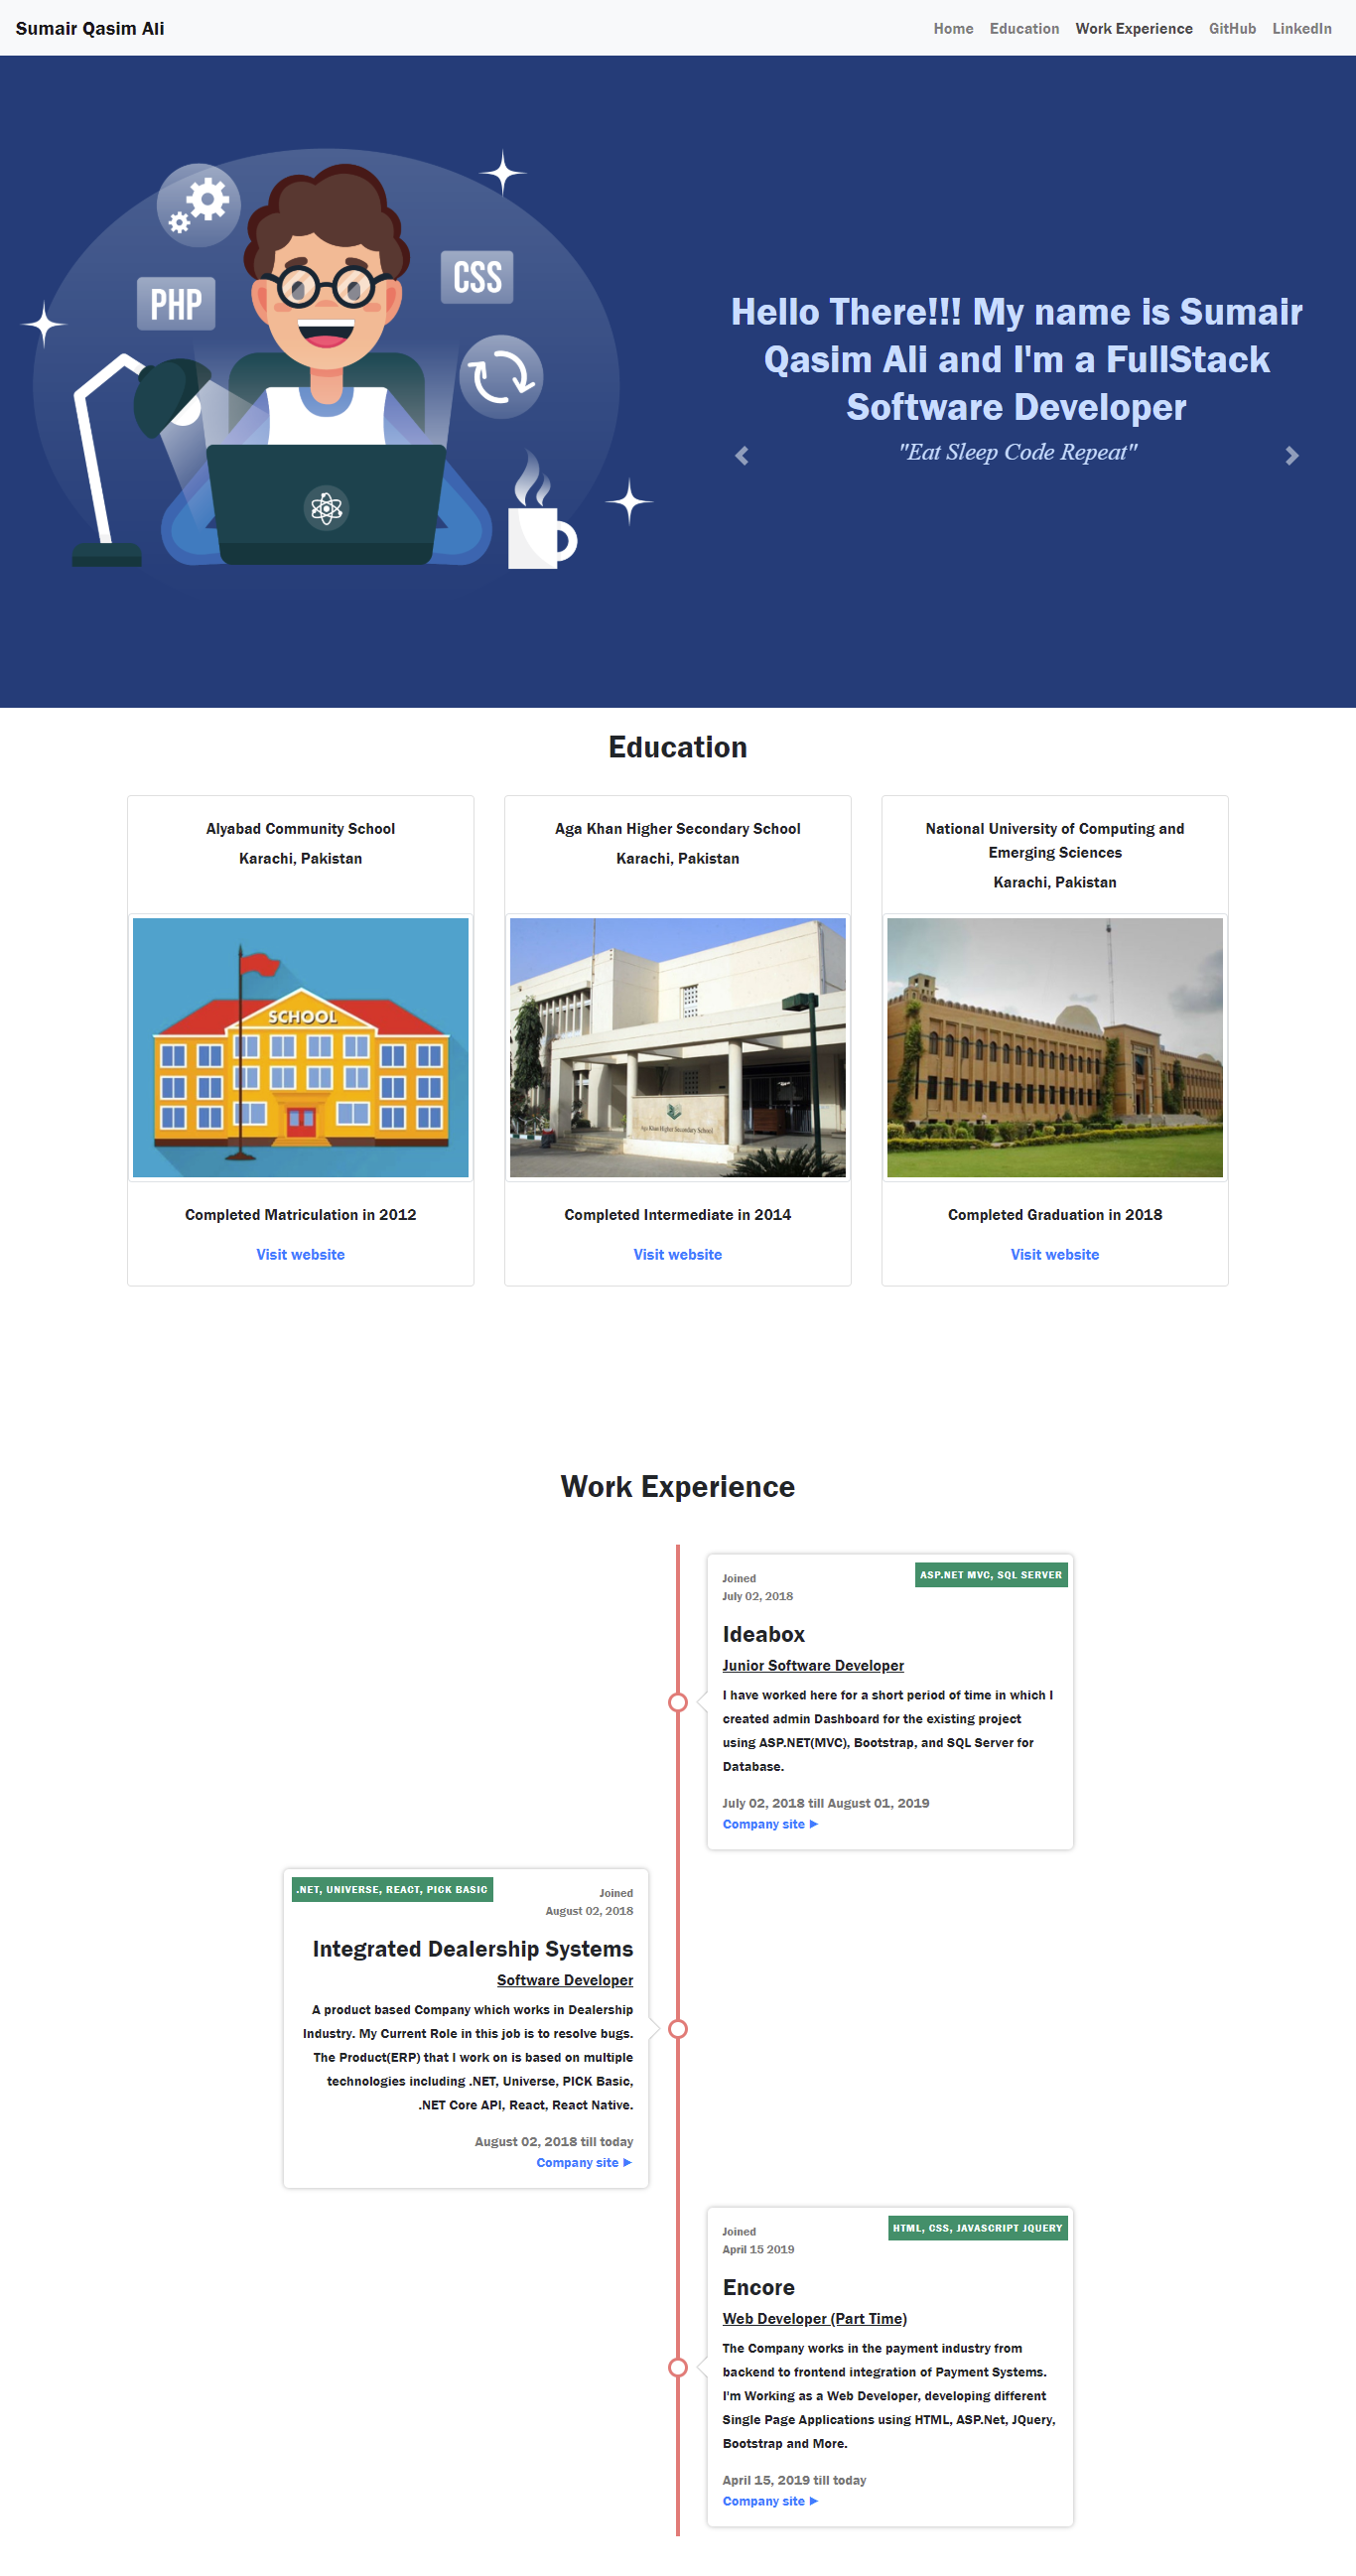 Sumair Qasim Ali
Home Education Work Experience GitHub LinkedIn
PHP
CSS
Hello There!!! My name is Sumair
Qasim Ali and I'm a FullStack
Software Developer
"Eat Sleep Code Repeat"
Education
Alyabad Community School
Karachi, Pakistan
SCHOOL
Completed Matriculation in 2012
Visit website
Aga Khan Higher Secondary School
Karachi, Pakistan
Aga Khan Higher Secondary School
Completed Intermediate in 2014
Visit website
National University of Computing and
Emerging Sciences
Karachi, Pakistan
Completed Graduation in 2018
Visit website
Work Experience
Joined
July 02, 2018
ASP.NET MVC, SQL SERVER
Ideabox
Junior Software Developer
I have worked here for a short period of time in which I
created admin Dashboard for the existing project
using ASP.NET(MVC), Bootstrap, and SQL Server for
Database.
July 02, 2018 till August 01, 2019
Company site ►
.NET, UNIVERSE, REACT, PICK BASIC
Joined
August 02, 2018
Integrated Dealership Systems
Software Developer
A product based Company which works in Dealership
Industry. My Current Role in this job is to resolve bugs.
The Product(ERP) that I work on is based on multiple
technologies including .NET, Universe, PICK Basic,
.NET Core API, React, React Native.
August 02, 2018 till today
Company site ►
Joined
April 15 2019
HTML, CSS, JAVASCRIPT JQUERY
Encore
Web Developer (Part Time)
The Company works in the payment industry from
backend to frontend integration of Payment Systems.
I'm Working as a Web Developer, developing different
Single Page Applications using HTML, ASP.Net, JQuery,
Bootstrap and More.
April 15, 2019 till today
Company site ►